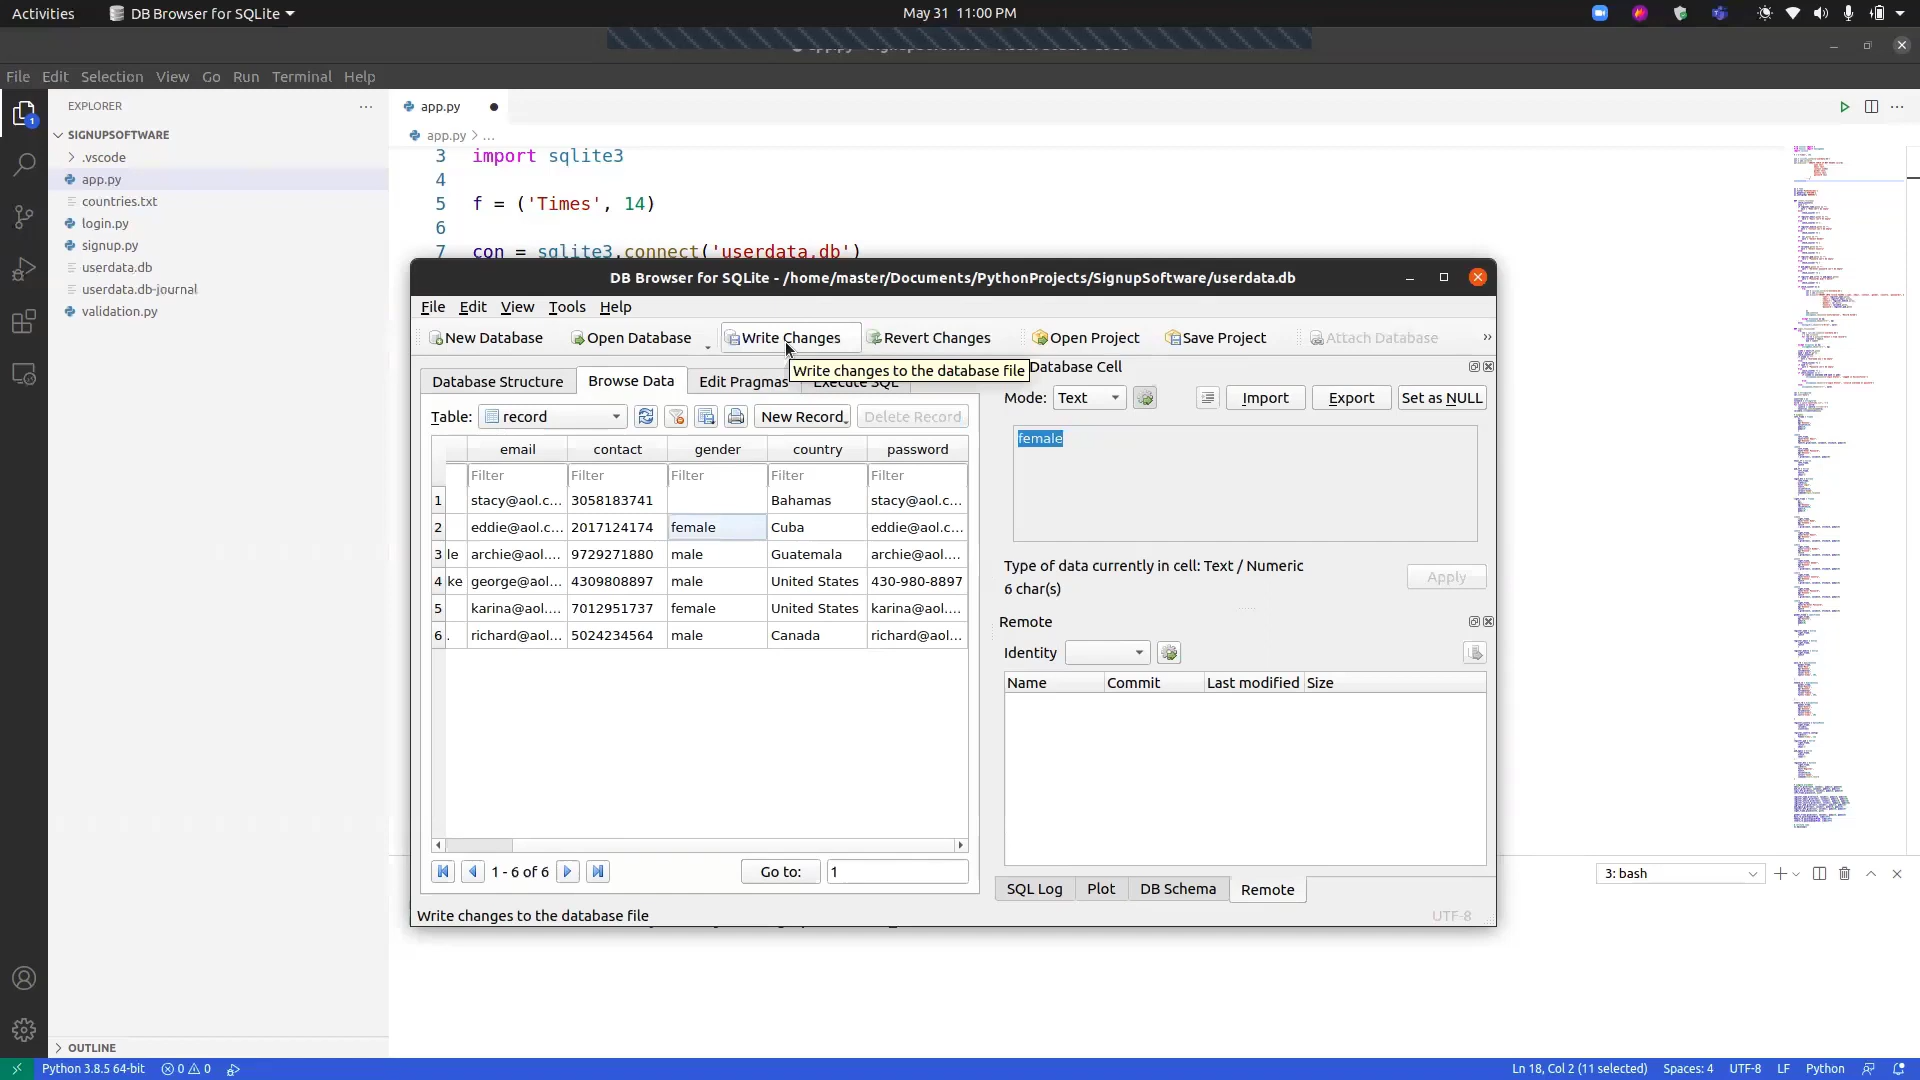 Activities DB Browser for SQLite May 31 11:00 PM
File Edit Selection View Go Run Terminal Help
EXPLORER
SIGNUPSOFTWARE
.vscode
app.py
countries.txt
login.py
signup.py
userdata.db
userdata.db-journal
validation.py
OUTLINE
1
app.py
app.py > ...
3 import sqlite3
4
5 f = ('Times', 14)
6
7 con = sqlite3.connect('userdata.db')
DB Browser for SQLite - /home/master/Documents/PythonProjects/SignupSoftware/userdata.db
File Edit View Tools Help
New Database Open Database Write Changes Revert Changes Open Project Save Project Attach Database »
Write changes to the database file
Database Structure Browse Data Edit Pragmas Execute SQL
Table: record New Record Delete Record
email contact gender country password
Filter Filter Filter Filter Filter
1 stacy@aol.c... 3058183741 Bahamas stacy@aol.c...
2 eddie@aol.c... 2017124174 female Cuba eddie@aol.c...
3 le archie@aol.... 9729271880 male Guatemala archie@aol....
4 ke george@aol... 4309808897 male United States 430-980-8897
5 karina@aol.... 7012951737 female United States karina@aol....
6 . richard@aol... 5024234564 male Canada richard@aol...
1 - 6 of 6 Go to: 1
Write changes to the database file
Database Cell
Mode: Text Import Export Set as NULL
female
Type of data currently in cell: Text / Numeric
6 char(s)
Apply
Remote
Identity
Name Commit Last modified Size
SQL Log Plot DB Schema Remote
UTF-8
3: bash
Python 3.8.5 64-bit 0 0 Ln 18, Col 2 (11 selected) Spaces: 4 UTF-8 LF Python